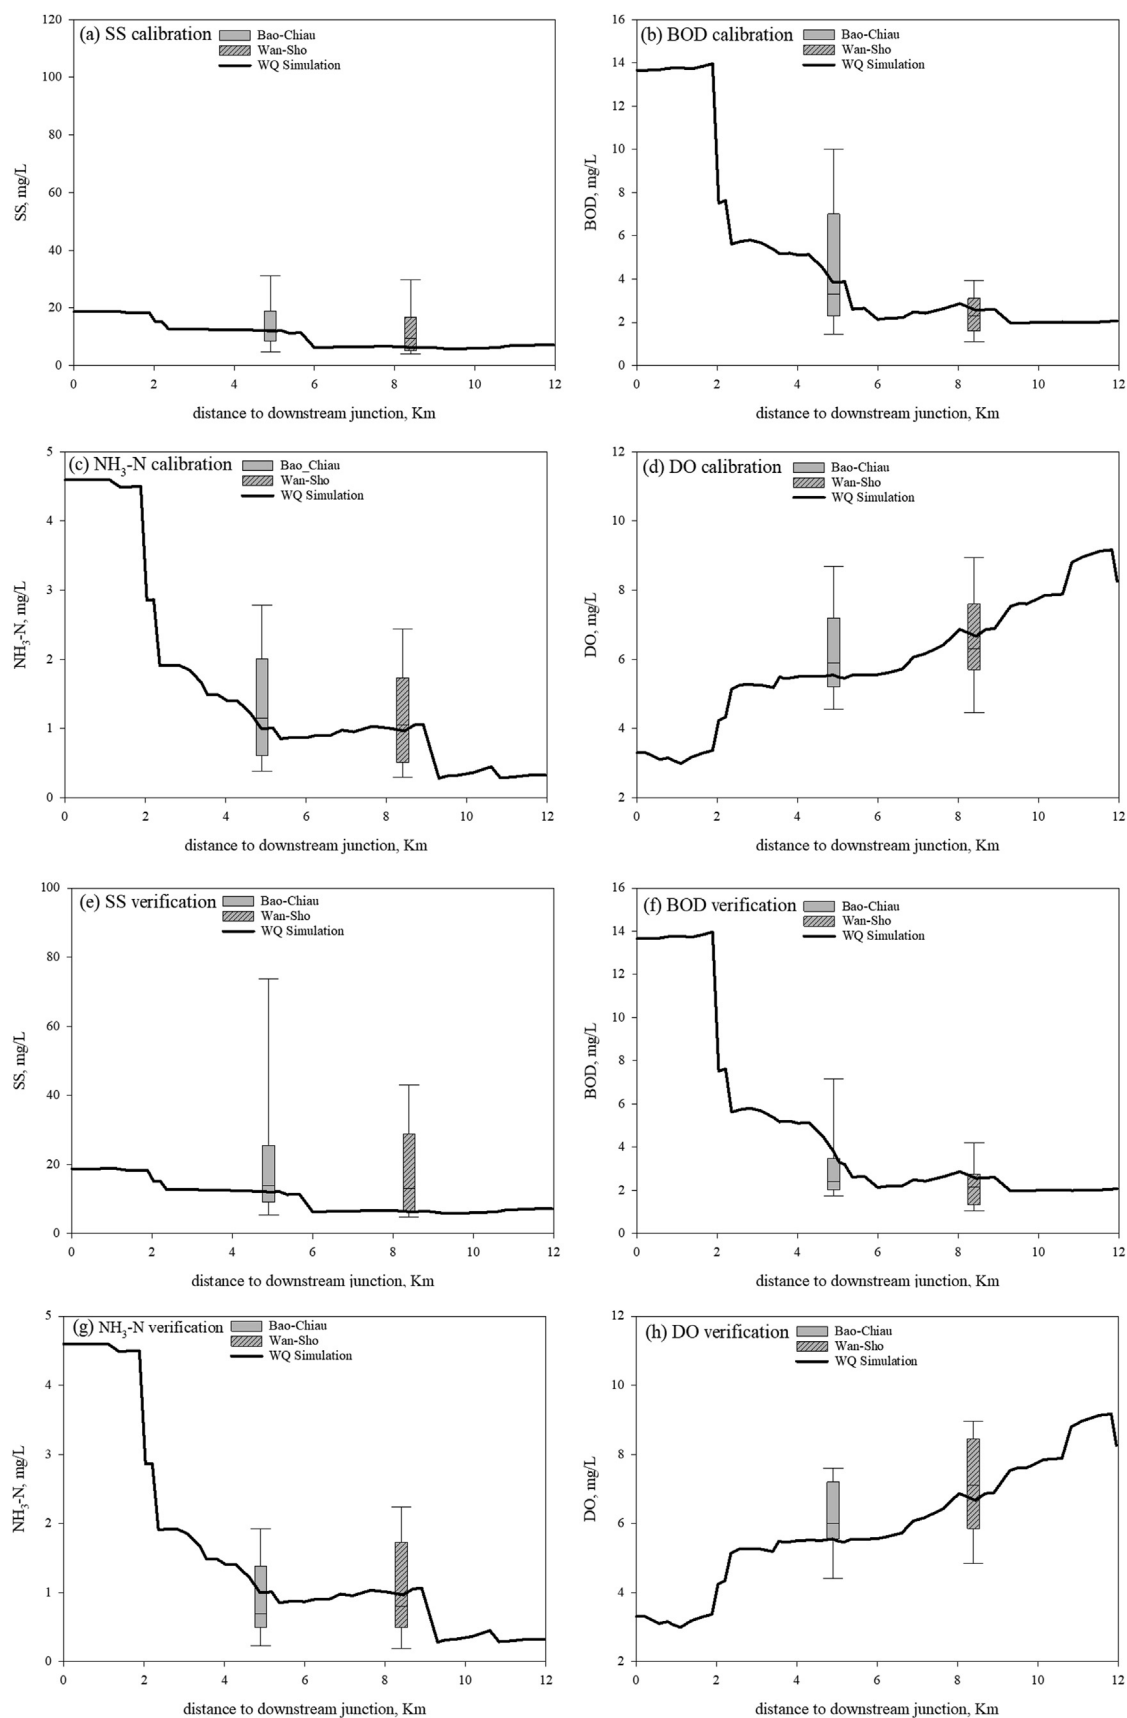 (a) SS calibration
Bao-Chiau
Wan-Sho
WQ Simulation
120
100
80
60
40
20
0
SS, mg/L
0 2 4 6 8 10 12
distance to downstream junction, Km
(b) BOD calibration
Bao-Chiau
Wan-Sho
WQ Simulation
16
14
12
10
8
6
4
2
0
BOD, mg/L
0 2 4 6 8 10 12
distance to downstream junction, Km
(c) NH3-N calibration
Bao_Chiau
Wan-Sho
WQ Simulation
5
4
3
2
1
0
NH3-N, mg/L
0 2 4 6 8 10 12
distance to downstream junction, Km
(d) DO calibration
Bao-Chiau
Wan-Sho
WQ Simulation
12
10
8
6
4
2
DO, mg/L
0 2 4 6 8 10 12
distance to downstream junction, Km
(e) SS verification
Bao-Chiau
Wan-Sho
WQ Simulation
100
80
60
40
20
0
SS, mg/L
0 2 4 6 8 10 12
distance to downstream junction, Km
(f) BOD verification
Bao-Chiau
Wan-Sho
WQ Simulation
16
14
12
10
8
6
4
2
0
BOD, mg/L
0 2 4 6 8 10 12
distance to downstream junction, Km
(g) NH3-N verification
Bao-Chiau
Wan-Sho
WQ Simulation
5
4
3
2
1
0
NH3-N, mg/L
0 2 4 6 8 10 12
distance to downstream junction, Km
(h) DO verification
Bao-Chiau
Wan-Sho
WQ Simulation
12
10
8
6
4
2
DO, mg/L
0 2 4 6 8 10 12
distance to downstream junction, Km